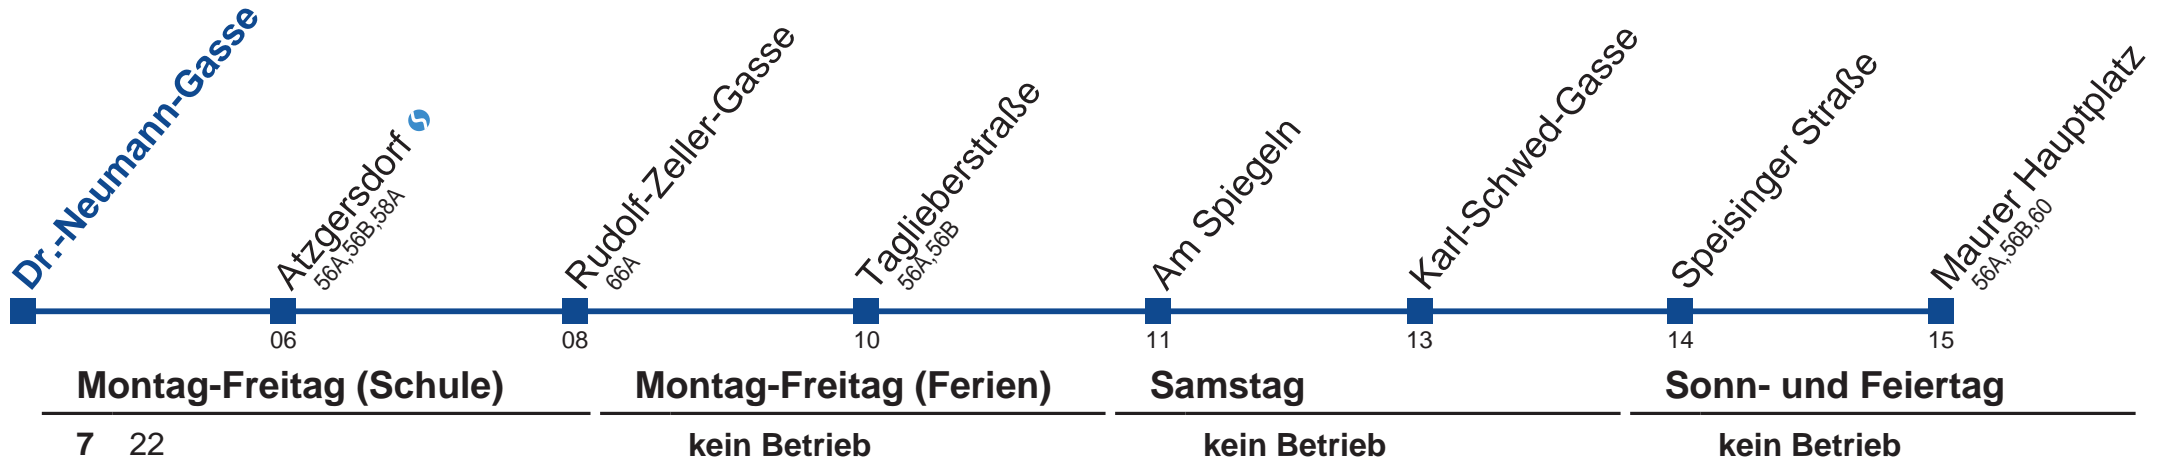 Dr.-Neumann-Gasse
Atzgersdorf
56A,56B,58A
Rudolf-Zeller-Gasse
66A
Taglieberstraße
56A,56B
Am Spiegeln
Karl-Schwed-Gasse
Speisinger Straße
Maurer Hauptplatz
56A,56B,60
06 08 10 11 13 14 15
Montag-Freitag (Schule) Montag-Freitag (Ferien) Samstag Sonn- und Feiertag
7 22 kein Betrieb kein Betrieb kein Betrieb